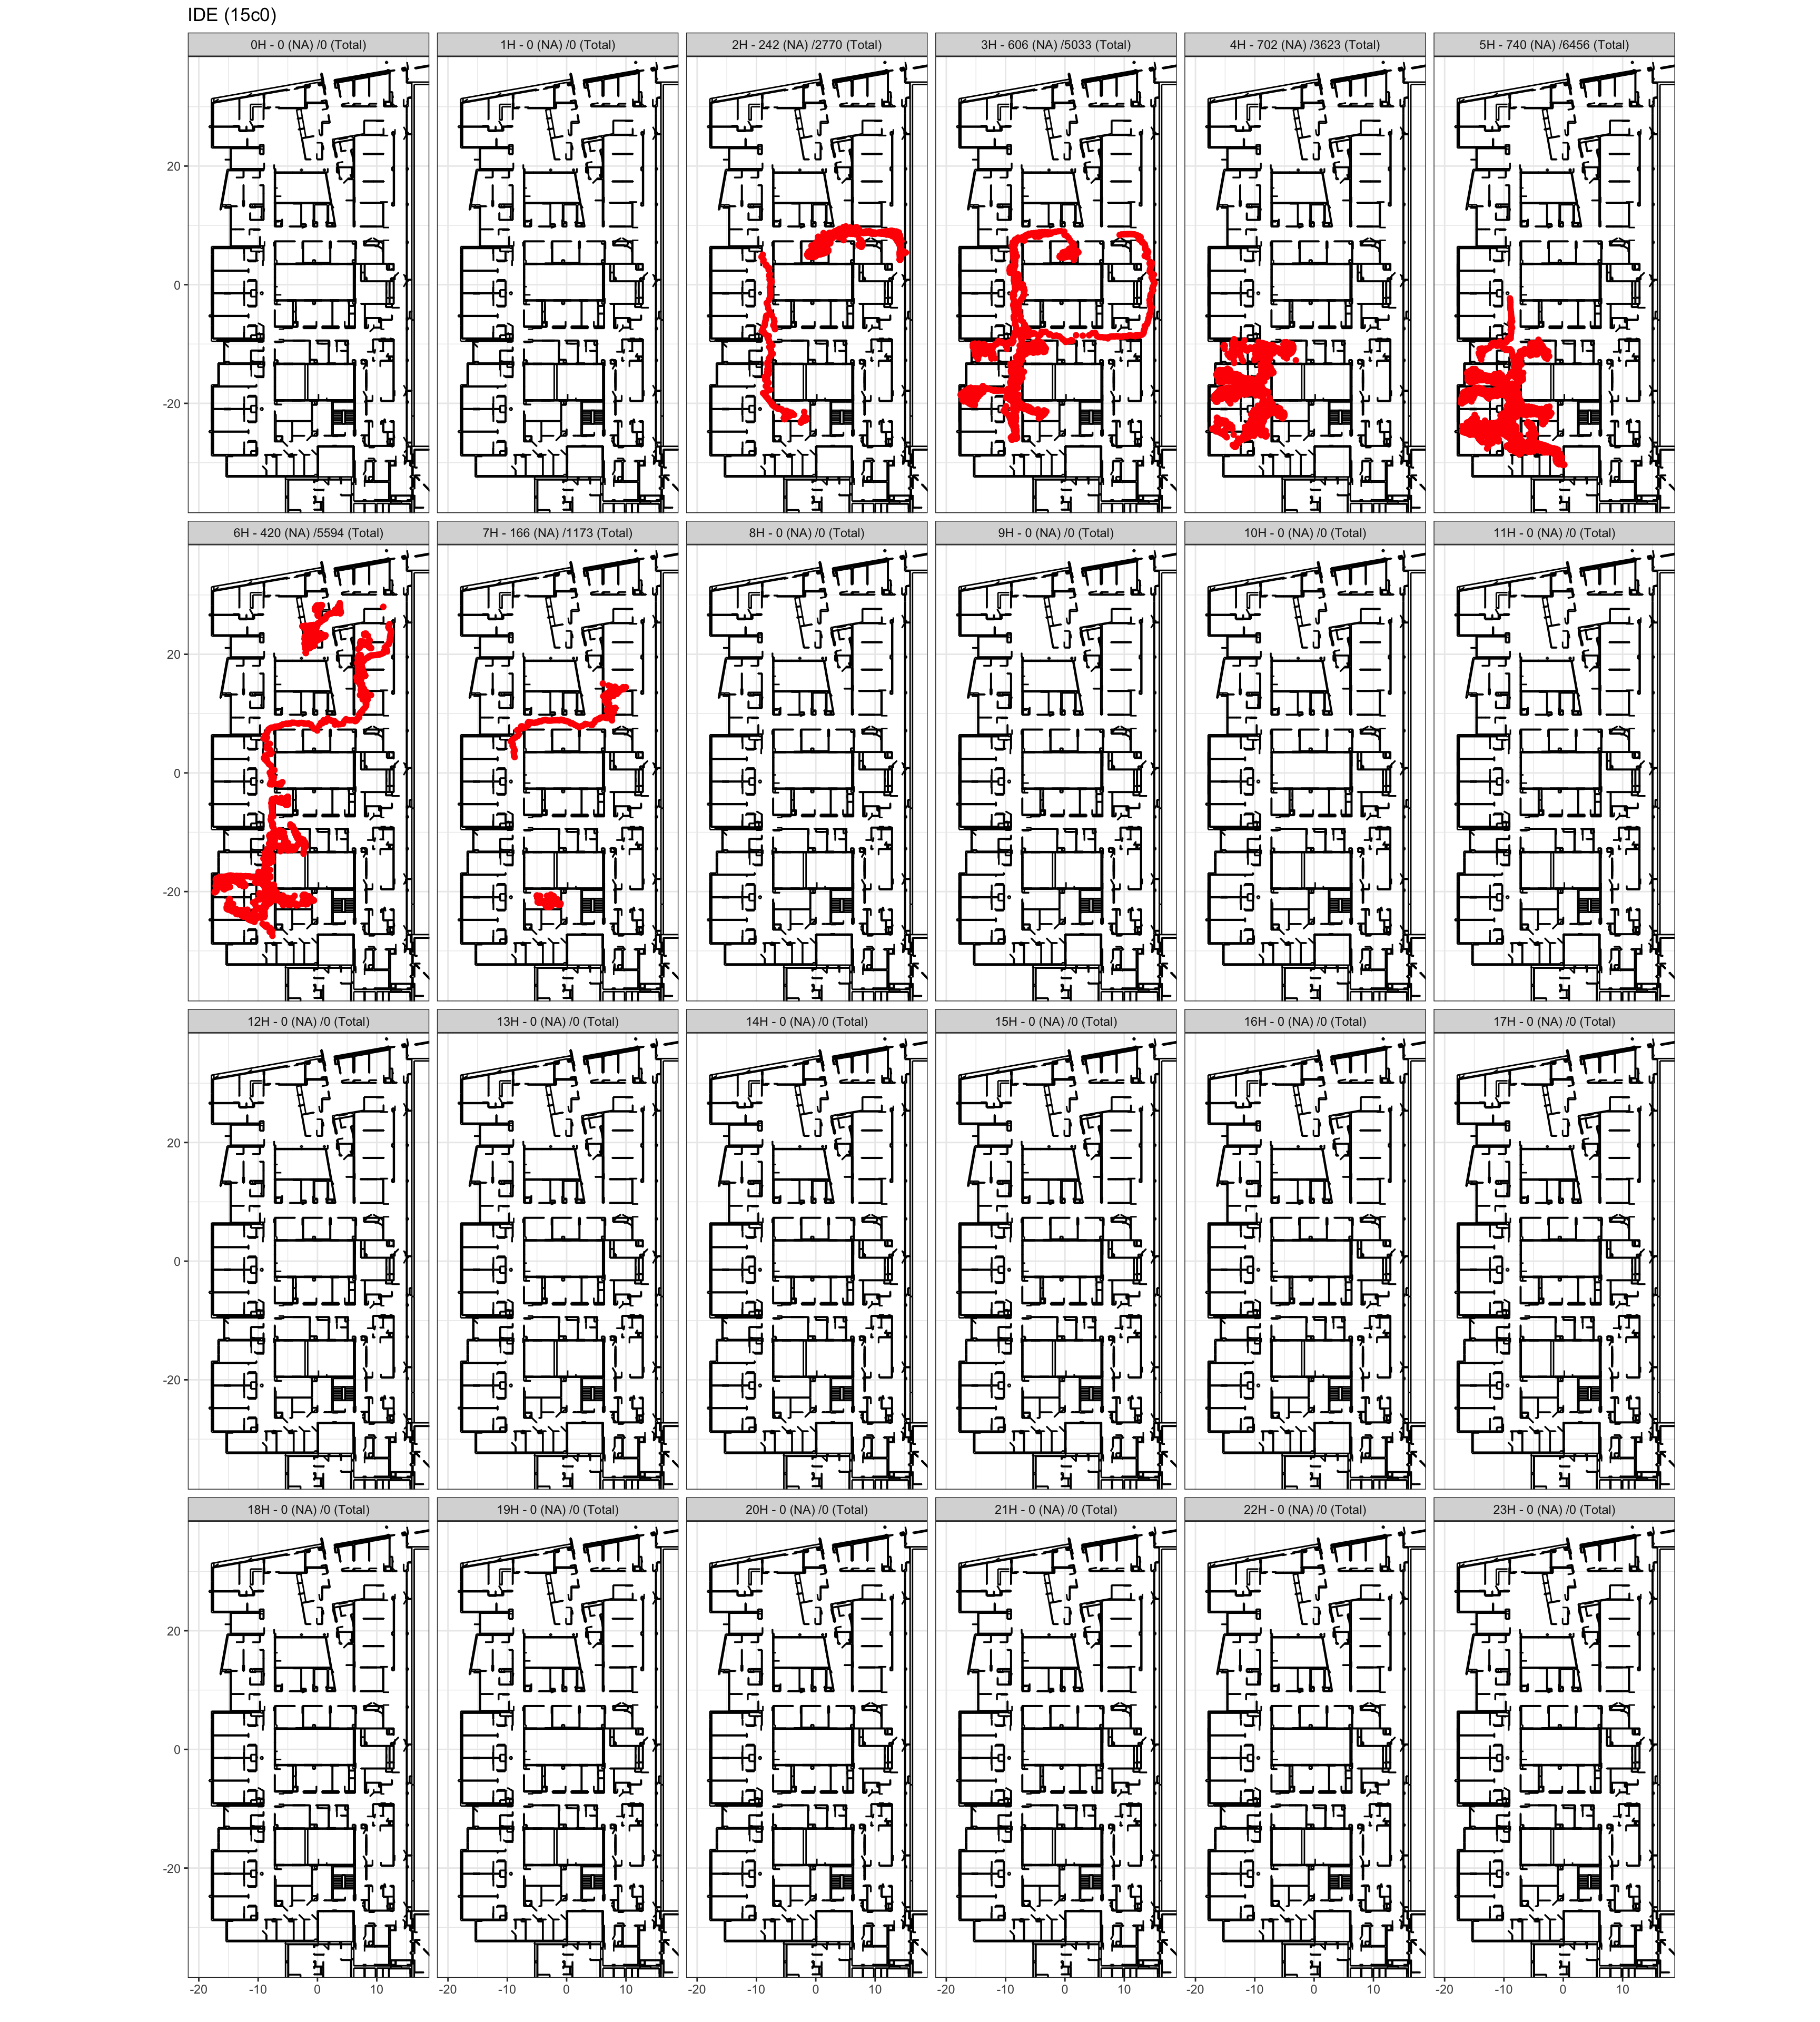 IDE (15c0)
0H - 0 (NA) /0 (Total)
1H - 0 (NA) /0 (Total)
2H - 242 (NA) /2770 (Total)
3H - 606 (NA) /5033 (Total)
4H - 702 (NA) /3623 (Total)
5H - 740 (NA) /6456 (Total)
20
0
-20
6H - 420 (NA) /5594 (Total)
7H - 166 (NA) /1173 (Total)
8H - 0 (NA) /0 (Total)
9H - 0 (NA) /0 (Total)
10H - 0 (NA) /0 (Total)
11H - 0 (NA) /0 (Total)
20
0
-20
12H - 0 (NA) /0 (Total)
13H - 0 (NA) /0 (Total)
14H - 0 (NA) /0 (Total)
15H - 0 (NA) /0 (Total)
16H - 0 (NA) /0 (Total)
17H - 0 (NA) /0 (Total)
20
0
-20
18H - 0 (NA) /0 (Total)
19H - 0 (NA) /0 (Total)
20H - 0 (NA) /0 (Total)
21H - 0 (NA) /0 (Total)
22H - 0 (NA) /0 (Total)
23H - 0 (NA) /0 (Total)
20
0
-20
-20 -10 0 10
-20 -10 0 10
-20 -10 0 10
-20 -10 0 10
-20 -10 0 10
-20 -10 0 10